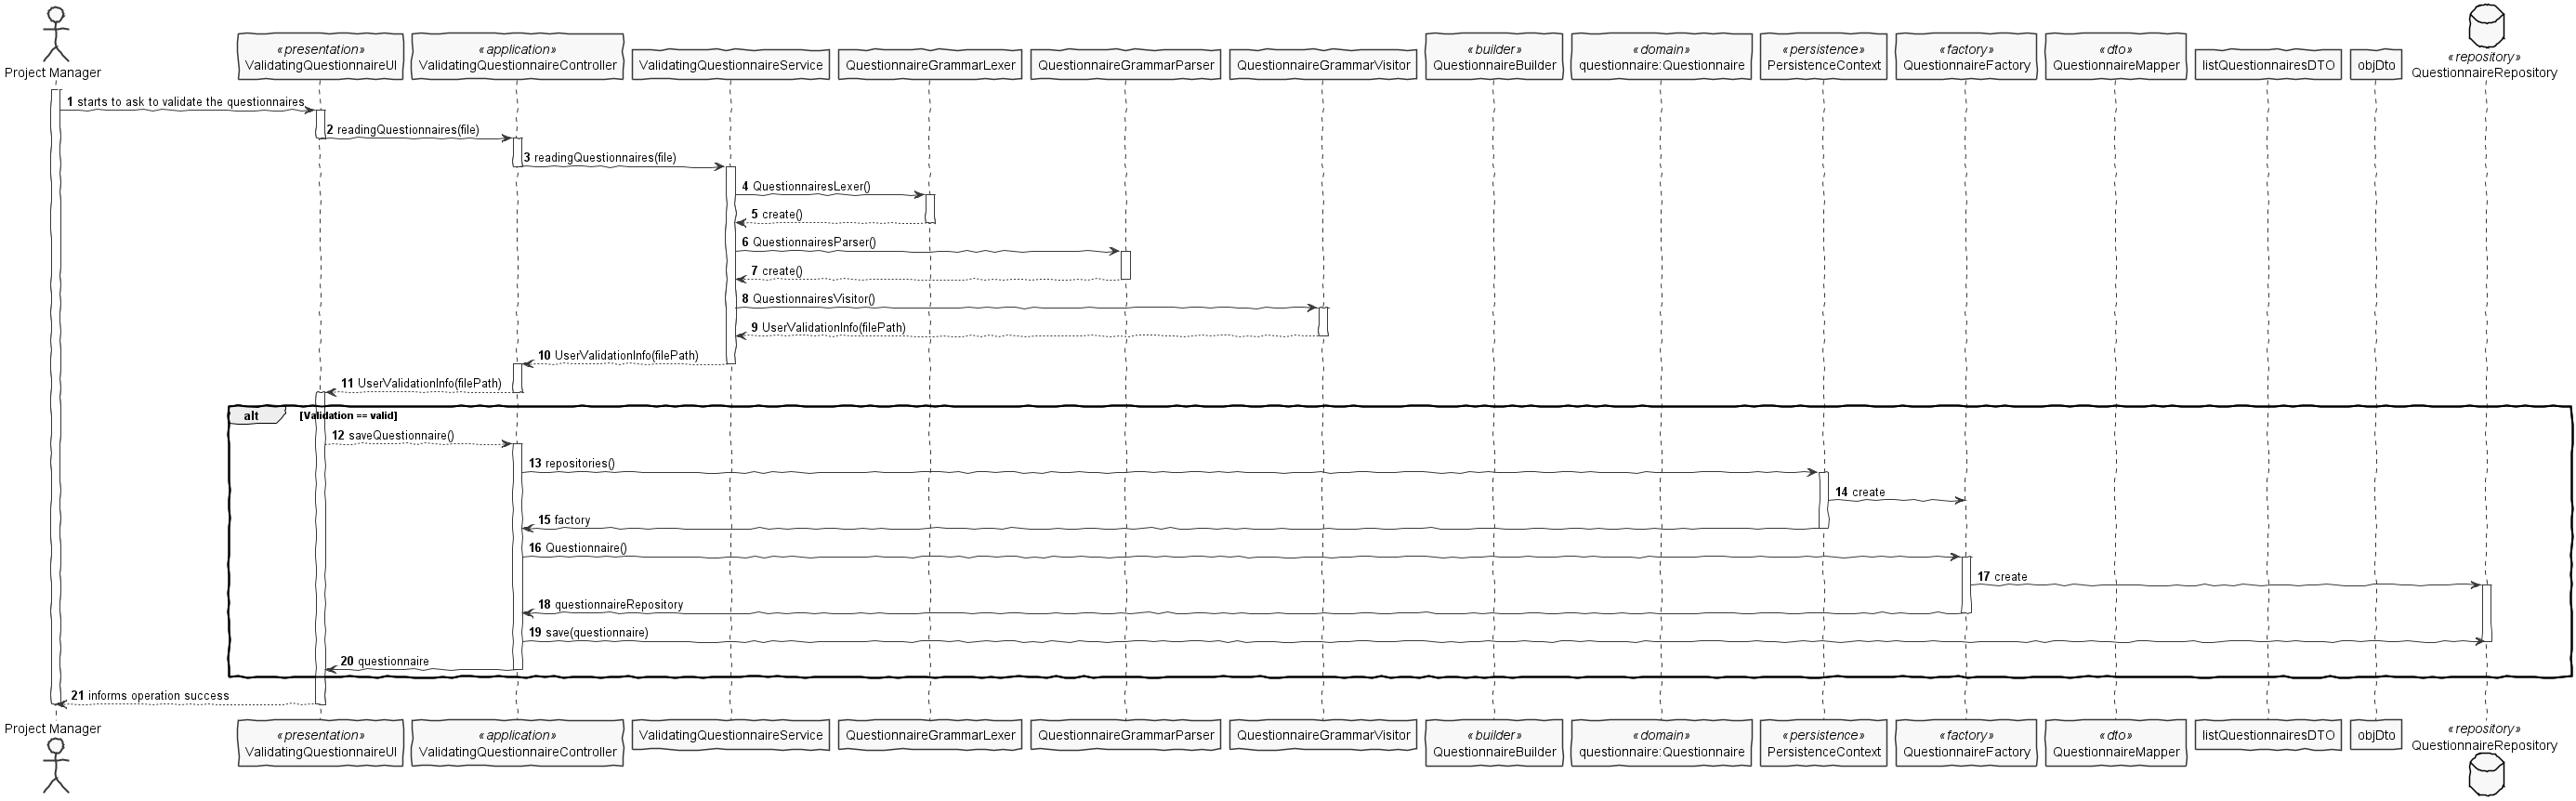 Project Manager
«presentation»
ValidatingQuestionnaireUI
«application»
ValidatingQuestionnaireController
ValidatingQuestionnaireService
QuestionnaireGrammarLexer
QuestionnaireGrammarParser
QuestionnaireGrammarVisitor
«builder»
QuestionnaireBuilder
«domain»
questionnaire:Questionnaire
«persistence»
PersistenceContext
«factory»
QuestionnaireFactory
«dto»
QuestionnaireMapper
listQuestionnairesDTO
objDto
«repository»
QuestionnaireRepository
1 starts to ask to validate the questionnaires
2 readingQuestionnaires(file)
3 readingQuestionnaires(file)
4 QuestionnairesLexer()
5 create()
6 QuestionnairesParser()
7 create()
8 QuestionnairesVisitor()
9 UserValidationInfo(filePath)
10 UserValidationInfo(filePath)
11 UserValidationInfo(filePath)
alt [Validation == valid]
12 saveQuestionnaire()
13 repositories()
14 create
15 factory
16 Questionnaire()
17 create
18 questionnaireRepository
19 save(questionnaire)
20 questionnaire
21 informs operation success
Project Manager
«presentation»
ValidatingQuestionnaireUI
«application»
ValidatingQuestionnaireController
ValidatingQuestionnaireService
QuestionnaireGrammarLexer
QuestionnaireGrammarParser
QuestionnaireGrammarVisitor
«builder»
QuestionnaireBuilder
«domain»
questionnaire:Questionnaire
«persistence»
PersistenceContext
«factory»
QuestionnaireFactory
«dto»
QuestionnaireMapper
listQuestionnairesDTO
objDto
«repository»
QuestionnaireRepository